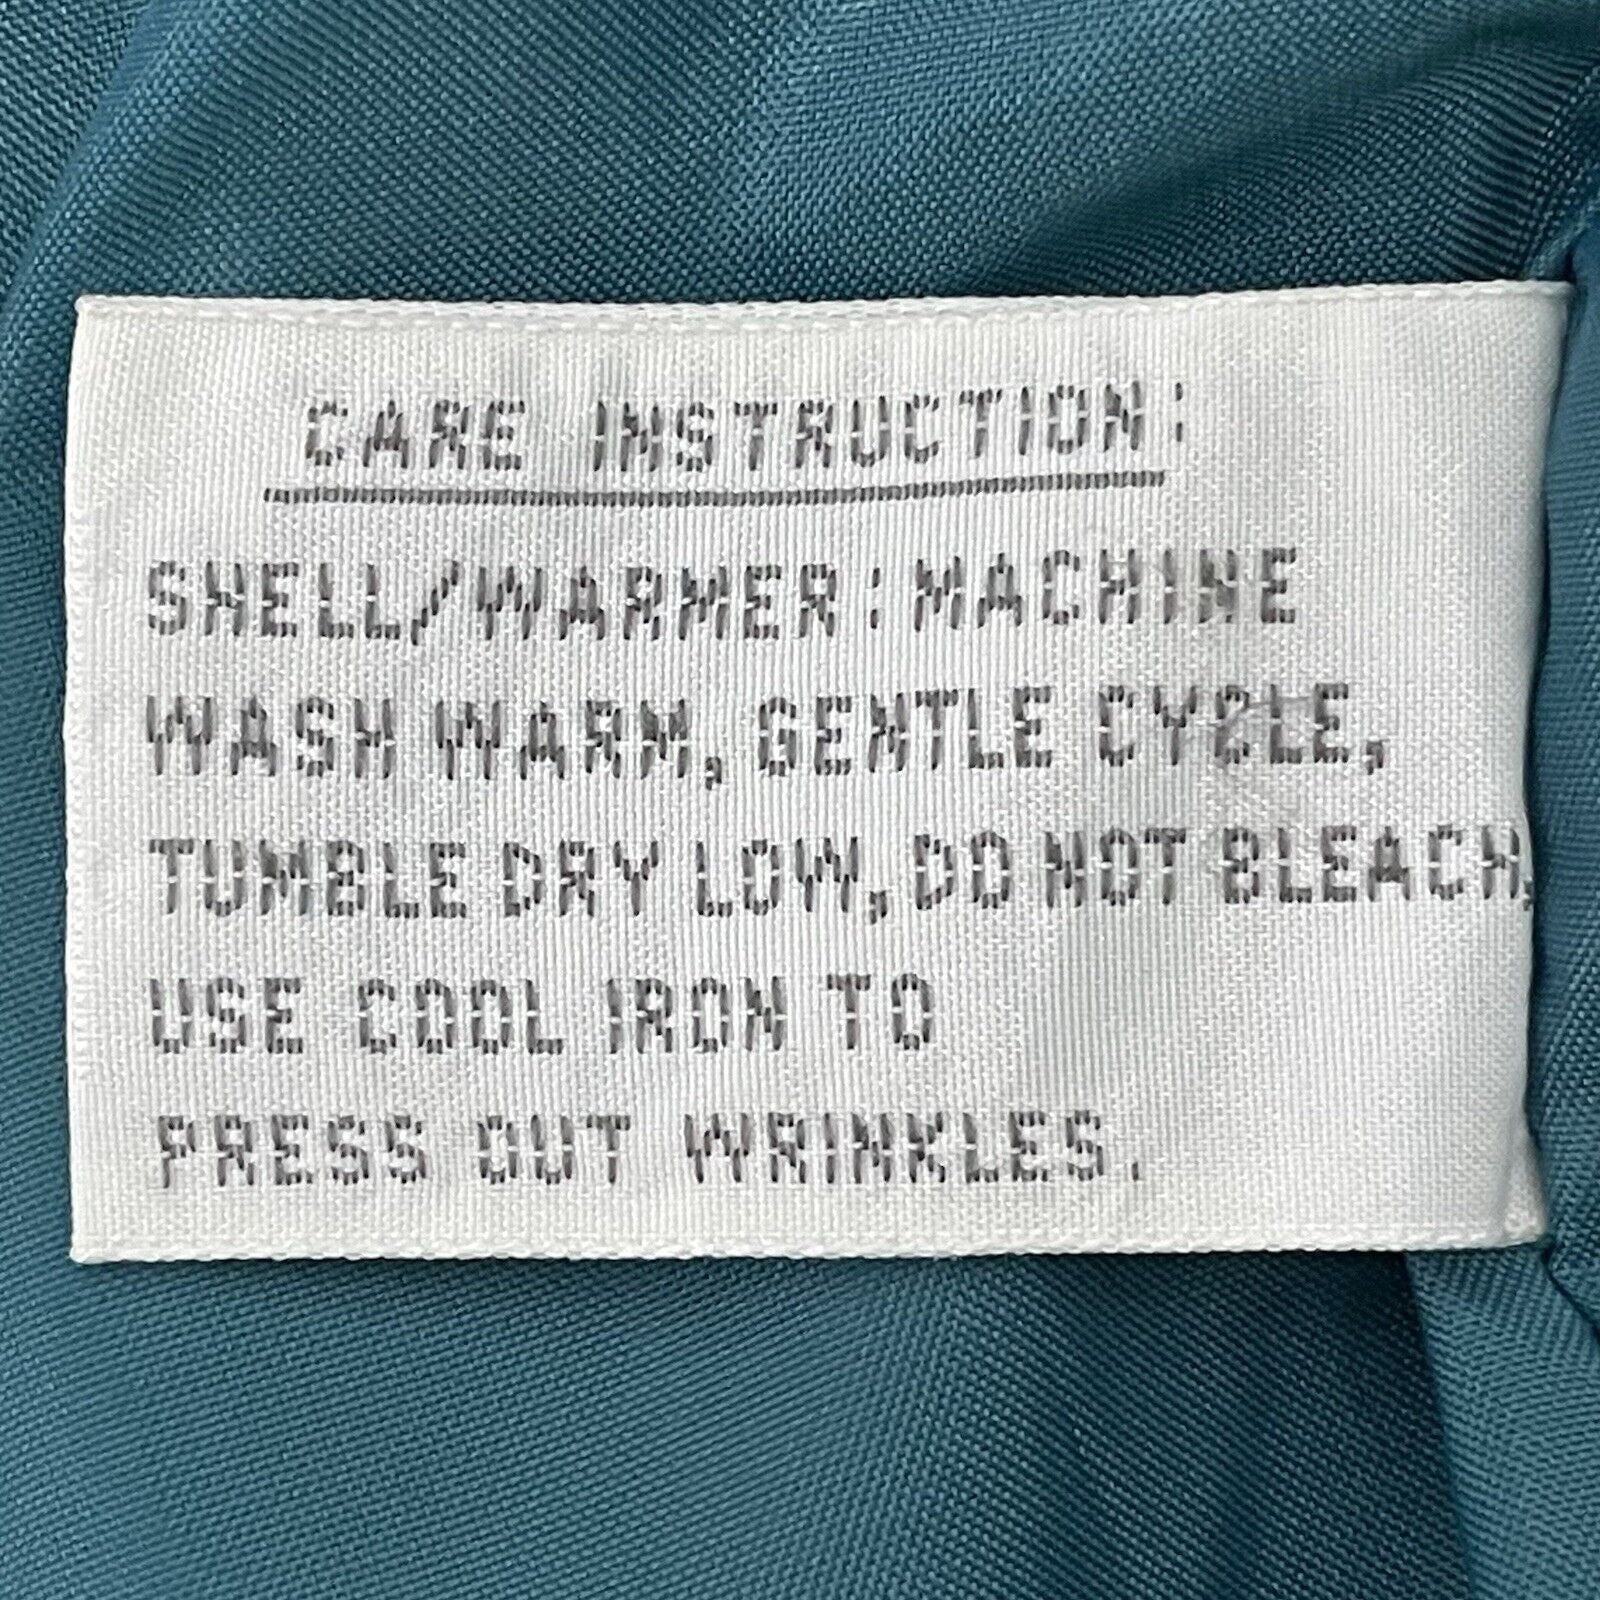 CARE INSTRUCTION:
SHELL/WARMER: MACHINE
WASH WARM, GENTLE CYCLE,
TUMBLE DRY LOW, DO NOT BLEACH,
USE COOL IRON TO
PRESS OUT WRINKLES.